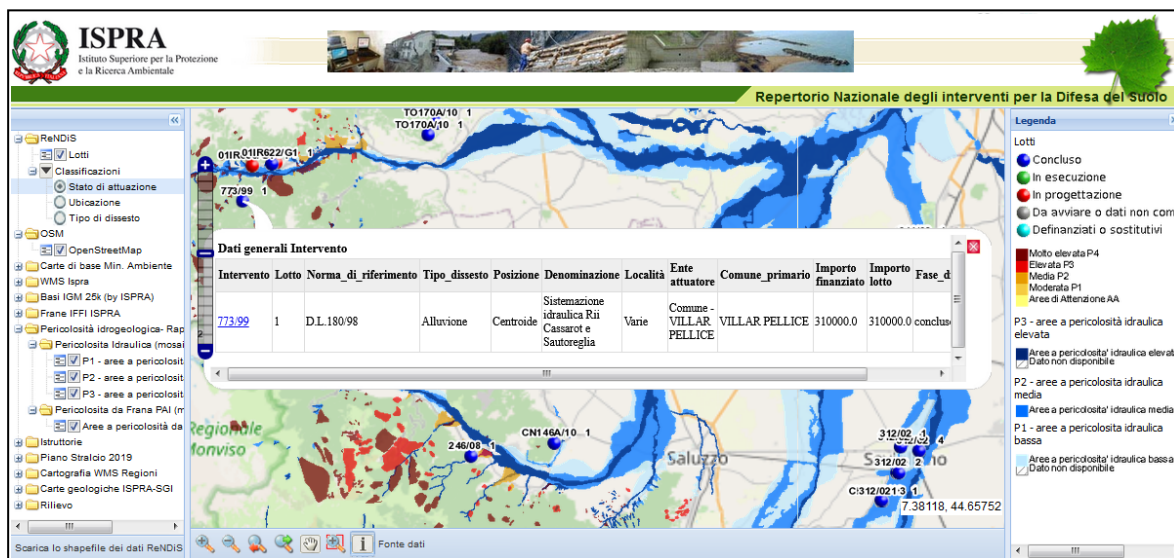 ISPRA
Istituto Superiore per la Protezione
e la Ricerca Ambientale
Repertorio Nazionale degli interventi per la Difesa del Suolo
ReNDiS
Lotti
Classificazioni
Stato di attuazione
Ubicazione
Tipo di dissesto
OSM
OpenStreetMap
Carte di base Min. Ambiente
WMS Ispra
Basi IGM 25k (by ISPRA)
Frane IFFI ISPRA
Pericolosità idrogeologica- Rap
Pericolosita Idraulica (mosai
P1 - aree a pericolosit
P2 - aree a pericolosit
P3 - aree a pericolosit
Pericolosita da Frana PAI (m
Aree a pericolosità da
Istruttorie
Piano Stralcio 2019
Cartografia WMS Regioni
Carte geologiche ISPRA-SGI
Rilievo
Scarica lo shapefile dei dati ReNDiS
TO170A/10 1
TO170A/10 1
01IR622/G1 1
773/99 1
Dati generali Intervento
Intervento Lotto Norma_di_riferimento Tipo_dissesto Posizione Denominazione Località Ente attuatore Comune_primario Importo finanziato Importo lotto Fase_d
773/99 1 D.L.180/98 Alluvione Centroide Sistemazione idraulica Rii Cassarot e Sautoreglia Varie Comune - VILLAR PELLICE VILLAR PELLICE 310000.0 310000.0 conclus
Regionale
Monviso
246/08 1
CN146A/10 1
Saluzzo
312/02 1
312/02 2
7.38118, 44.65752
Fonte dati
Legenda
Lotti
Concluso
In esecuzione
In progettazione
Da avviare o dati non com
Definanziati o sostitutivi
Molto elevata P4
Elevata P3
Media P2
Moderata P1
Area di Attenzione AA
P3 - aree a pericolosità idraulica
elevata
Aree a pericolosita' idraulica elevat
Dato non disponibile
P2 - aree a pericolosita idraulica
media
Aree a pericolosita' idraulica media
P1 - aree a pericolosita idraulica
bassa
Aree a pericolosita' idraulica bassa
Dato non disponibile